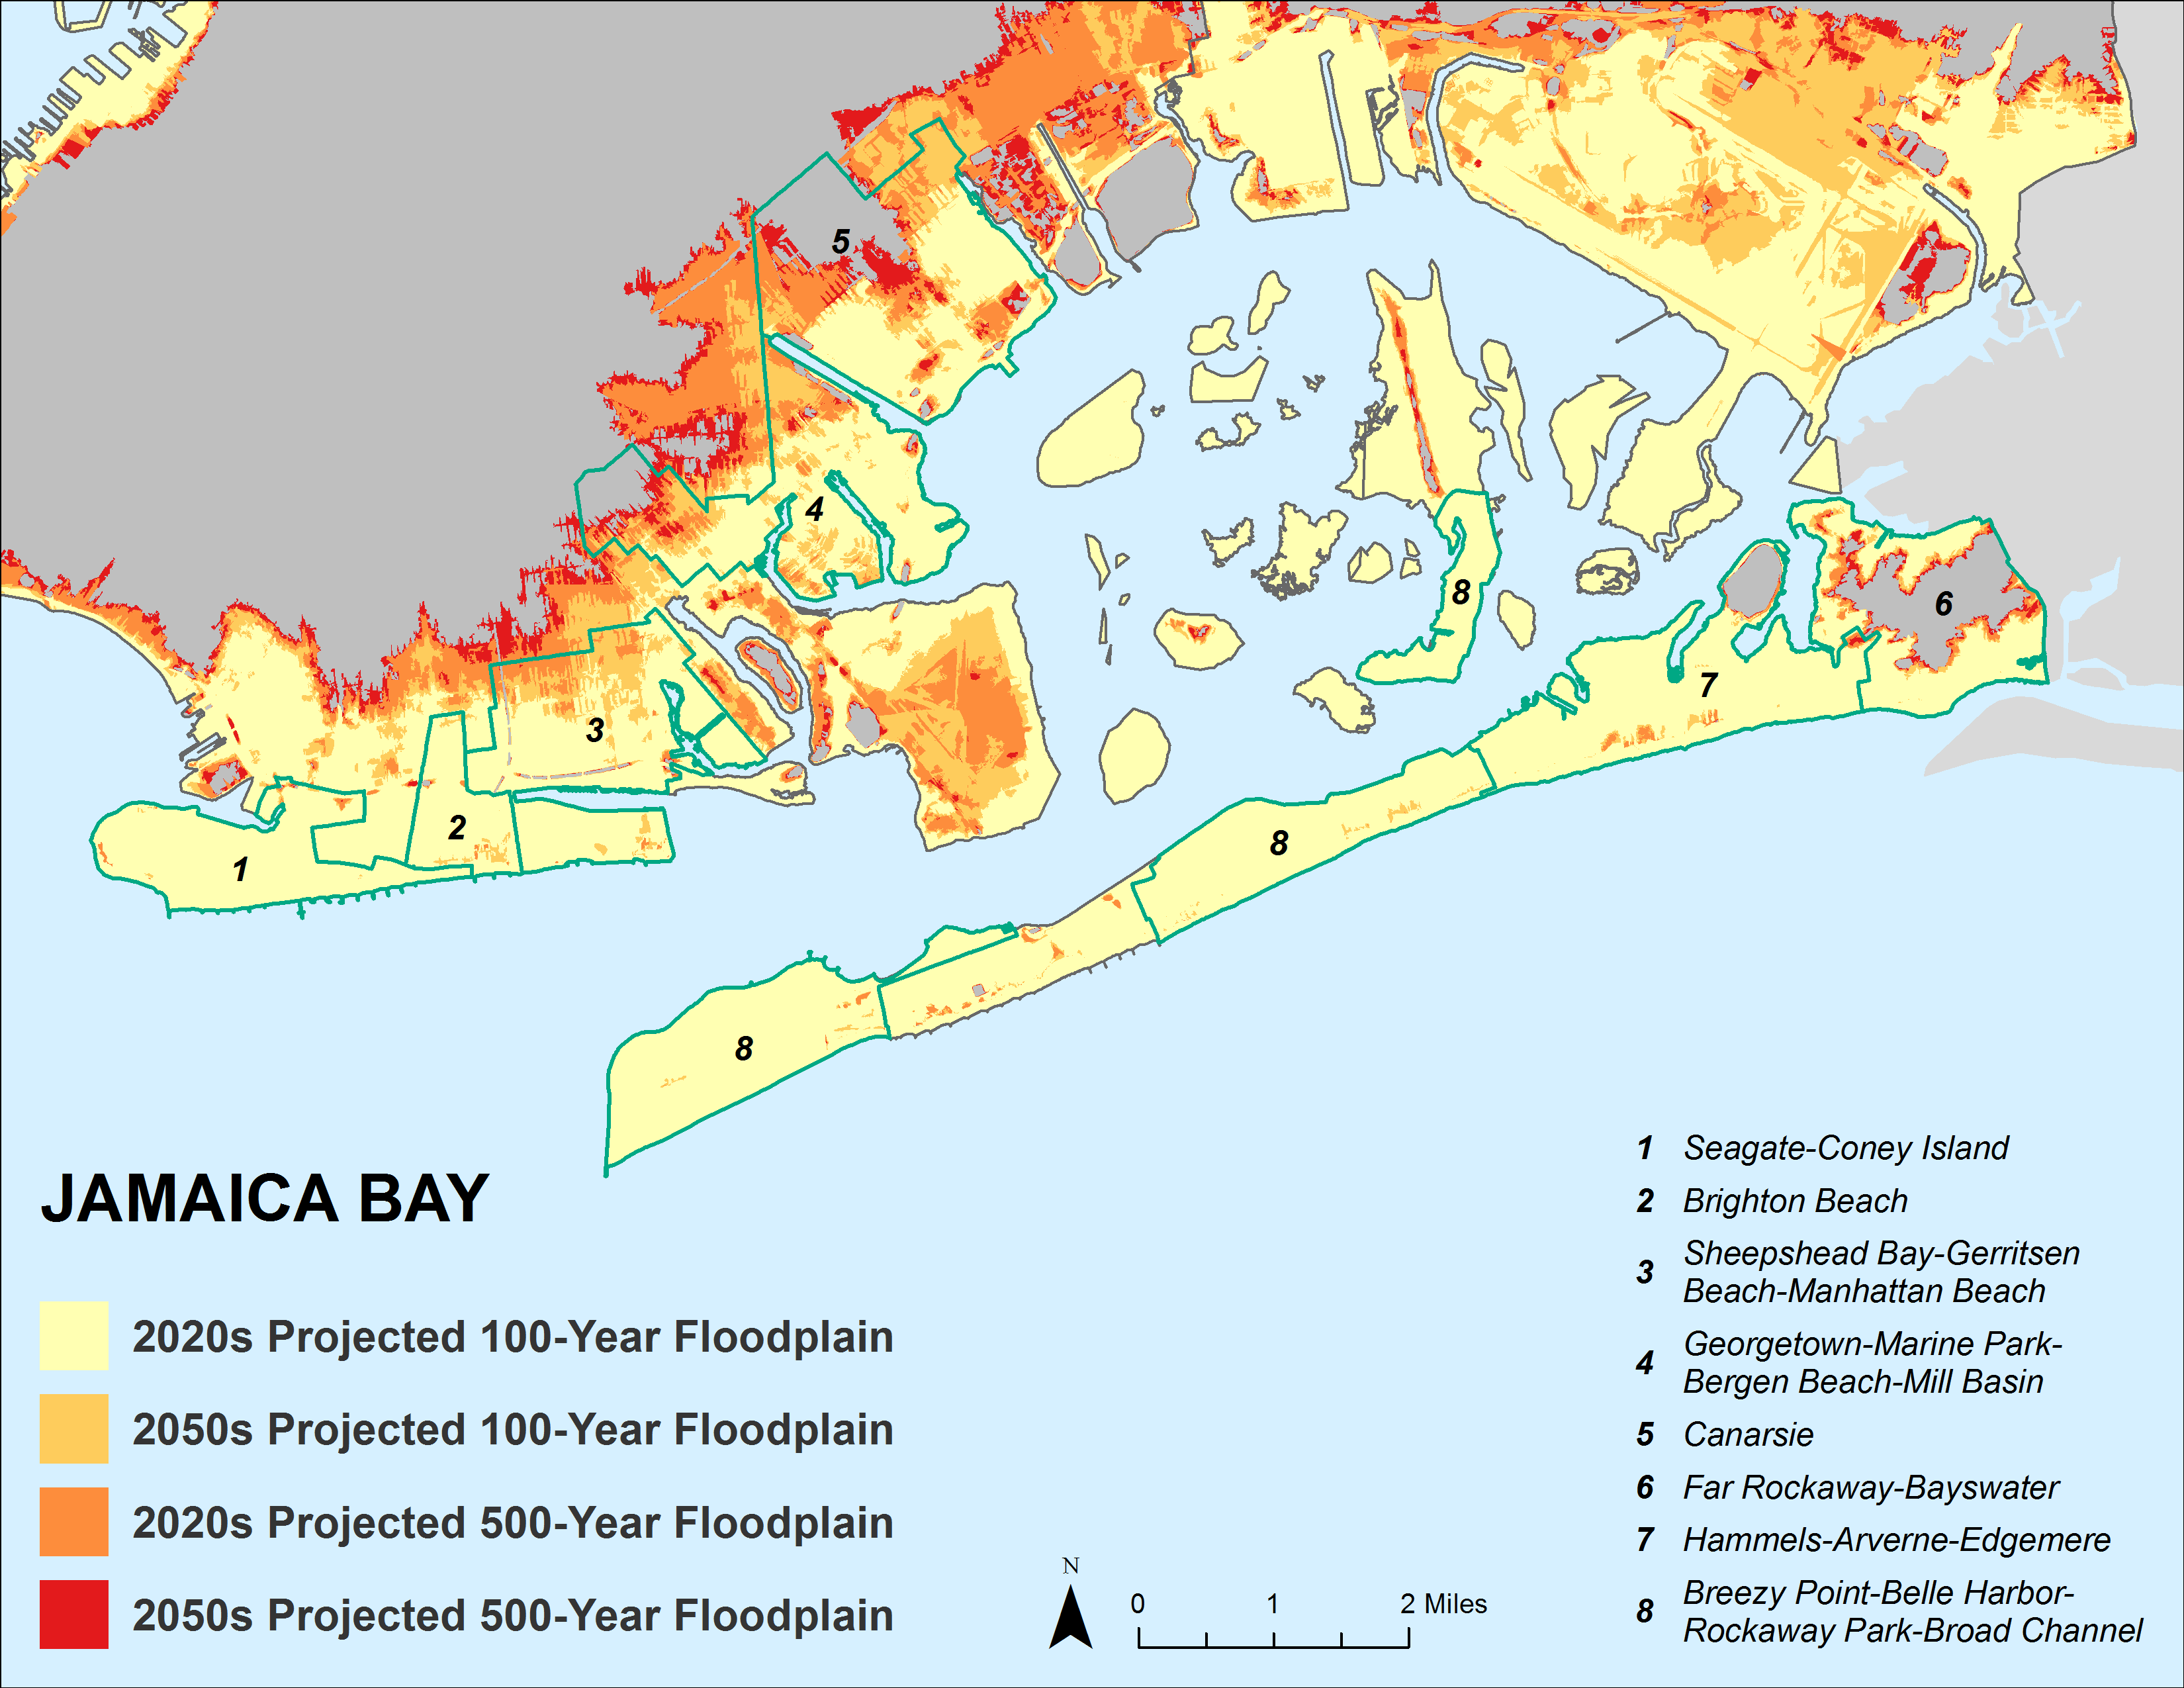 5
4
8
6
7
3
2
8
1
8
JAMAICA BAY
2020s Projected 100-Year Floodplain
2050s Projected 100-Year Floodplain
2020s Projected 500-Year Floodplain
2050s Projected 500-Year Floodplain
N
0 1 2 Miles
1 Seagate-Coney Island
2 Brighton Beach
3 Sheepshead Bay-Gerritsen
Beach-Manhattan Beach
4 Georgetown-Marine Park-
Bergen Beach-Mill Basin
5 Canarsie
6 Far Rockaway-Bayswater
7 Hammels-Arverne-Edgemere
8 Breezy Point-Belle Harbor-
Rockaway Park-Broad Channel